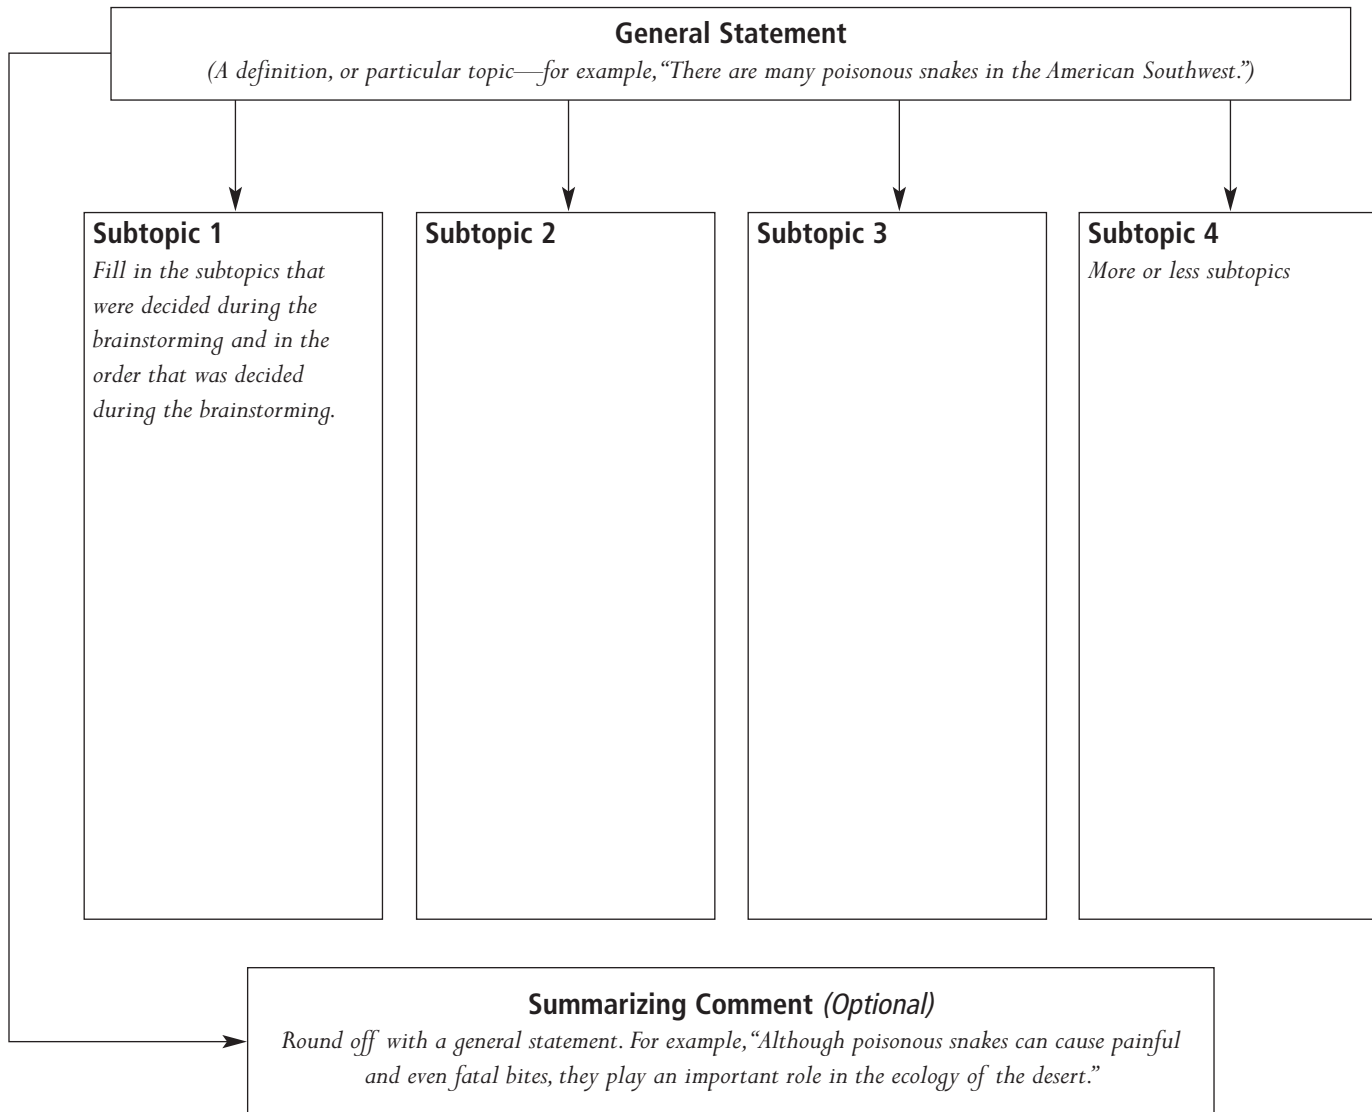 General Statement
(A definition, or particular topic—for example, “There are many poisonous snakes in the American Southwest.”)
Subtopic 1
Fill in the subtopics that
were decided during the
brainstorming and in the
order that was decided
during the brainstorming.
Subtopic 2
Subtopic 3
Subtopic 4
More or less subtopics
Summarizing Comment (Optional)
Round off with a general statement. For example, “Although poisonous snakes can cause painful
and even fatal bites, they play an important role in the ecology of the desert.”